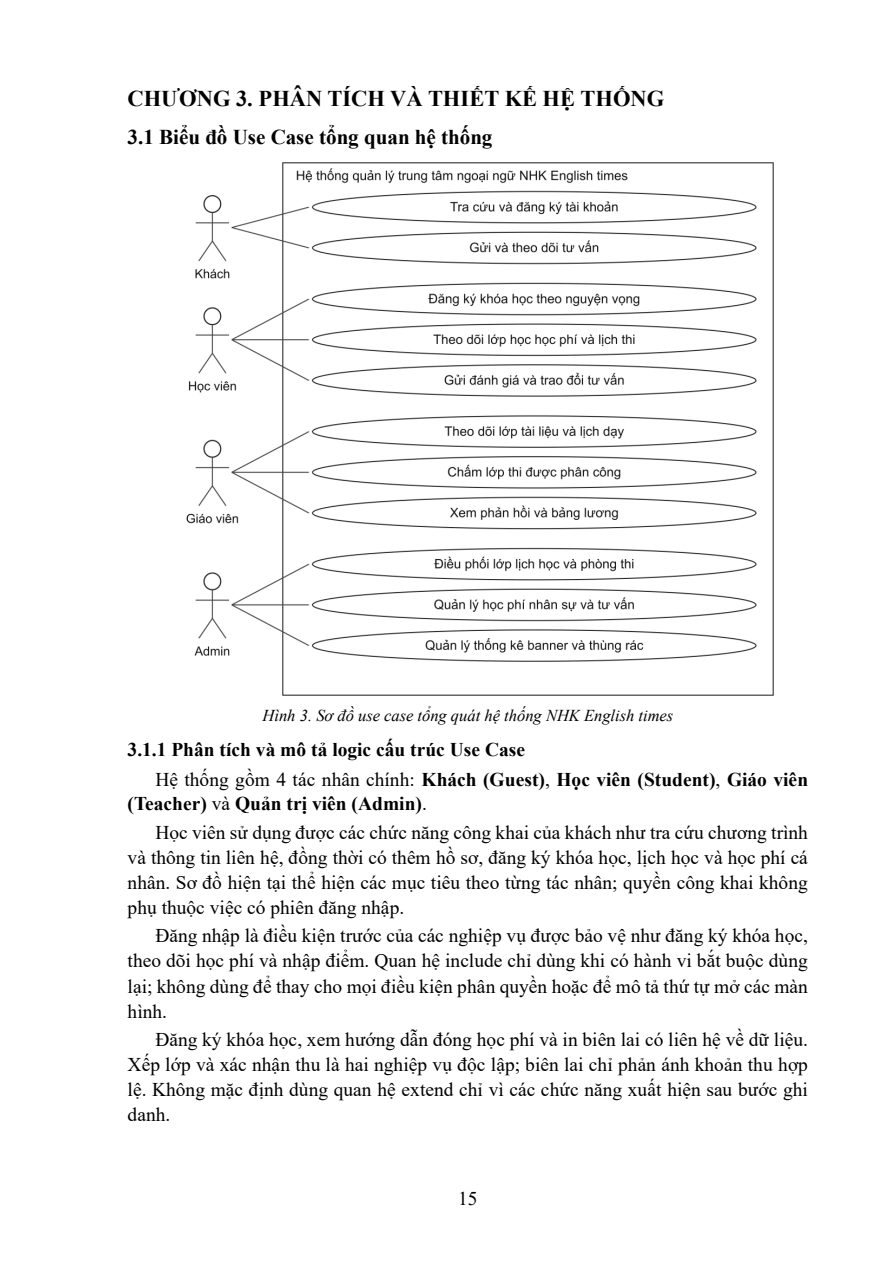 CHƯƠNG 3. PHÂN TÍCH VÀ THIẾT KẾ HỆ THỐNG
3.1 Biểu đồ Use Case tổng quan hệ thống
Hệ thống quản lý trung tâm ngoại ngữ NHK English times
Tra cứu và đăng ký tài khoản
Gửi và theo dõi tư vấn
Khách
Đăng ký khóa học theo nguyện vọng
Theo dõi lớp học học phí và lịch thi
Gửi đánh giá và trao đổi tư vấn
Học viên
Theo dõi lớp tài liệu và lịch dạy
Chấm lớp thi được phân công
Xem phản hồi và bảng lương
Giáo viên
Điều phối lớp lịch học và phòng thi
Quản lý học phí nhân sự và tư vấn
Quản lý thống kê banner và thùng rác
Admin
Hình 3. Sơ đồ use case tổng quát hệ thống NHK English times
3.1.1 Phân tích và mô tả logic cấu trúc Use Case
Hệ thống gồm 4 tác nhân chính: Khách (Guest), Học viên (Student), Giáo viên
(Teacher) và Quản trị viên (Admin).
Học viên sử dụng được các chức năng công khai của khách như tra cứu chương trình
và thông tin liên hệ, đồng thời có thêm hồ sơ, đăng ký khóa học, lịch học và học phí cá
nhân. Sơ đồ hiện tại thể hiện các mục tiêu theo từng tác nhân; quyền công khai không
phụ thuộc việc có phiên đăng nhập.
Đăng nhập là điều kiện trước của các nghiệp vụ được bảo vệ như đăng ký khóa học,
theo dõi học phí và nhập điểm. Quan hệ include chỉ dùng khi có hành vi bắt buộc dùng
lại; không dùng để thay cho mọi điều kiện phân quyền hoặc để mô tả thứ tự mở các màn
hình.
Đăng ký khóa học, xem hướng dẫn đóng học phí và in biên lai có liên hệ về dữ liệu.
Xếp lớp và xác nhận thu là hai nghiệp vụ độc lập; biên lai chỉ phản ánh khoản thu hợp
lệ. Không mặc định dùng quan hệ extend chỉ vì các chức năng xuất hiện sau bước ghi
danh.
15